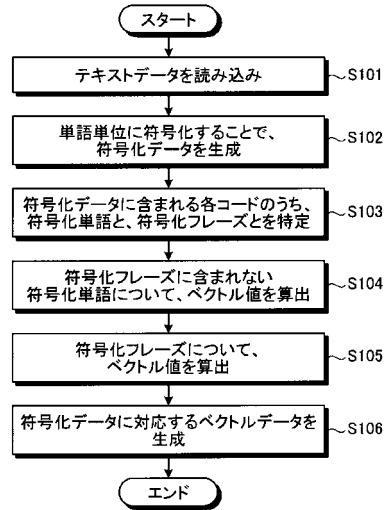 スタート
テキストデータを読み込み
S101
単語単位に符号化することで、
符号化データを生成
S102
符号化データに含まれる各コードのうち、
符号化単語と、符号化フレーズとを特定
S103
符号化フレーズに含まれない
符号化単語について、ベクトル値を算出
S104
符号化フレーズについて、
ベクトル値を算出
S105
符号化データに対応するベクトルデータを
生成
S106
エンド